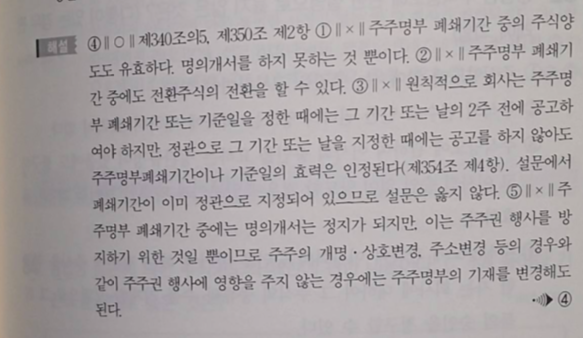 해설 ④ ∥○∥ 제340조의5, 제350조 제2항 ① ∥×∥ 주주명부 폐쇄기간 중의 주식양
도도 유효하다. 명의개서를 하지 못하는 것 뿐이다. ② ∥×∥ 주주명부 폐쇄기
간 중에도 전환주식의 전환을 할 수 있다. ③ ∥×∥ 원칙적으로 회사는 주주명
부 폐쇄기간 또는 기준일을 정한 때에는 그 기간 또는 날의 2주 전에 공고하
여야 하지만, 정관으로 그 기간 또는 날을 지정한 때에는 공고를 하지 않아도
주주명부폐쇄기간이나 기준일의 효력은 인정된다(제354조 제4항). 설문에서
폐쇄기간이 이미 정관으로 지정되어 있으므로 설문은 옳지 않다. ⑤ ∥×∥ 주
주명부 폐쇄기간 중에는 명의개서는 정지가 되지만, 이는 주주권 행사를 방
지하기 위한 것일 뿐이므로 주주의 개명·상호변경, 주소변경 등의 경우와
같이 주주권 행사에 영향을 주지 않는 경우에는 주주명부의 기재를 변경해도
된다. ④